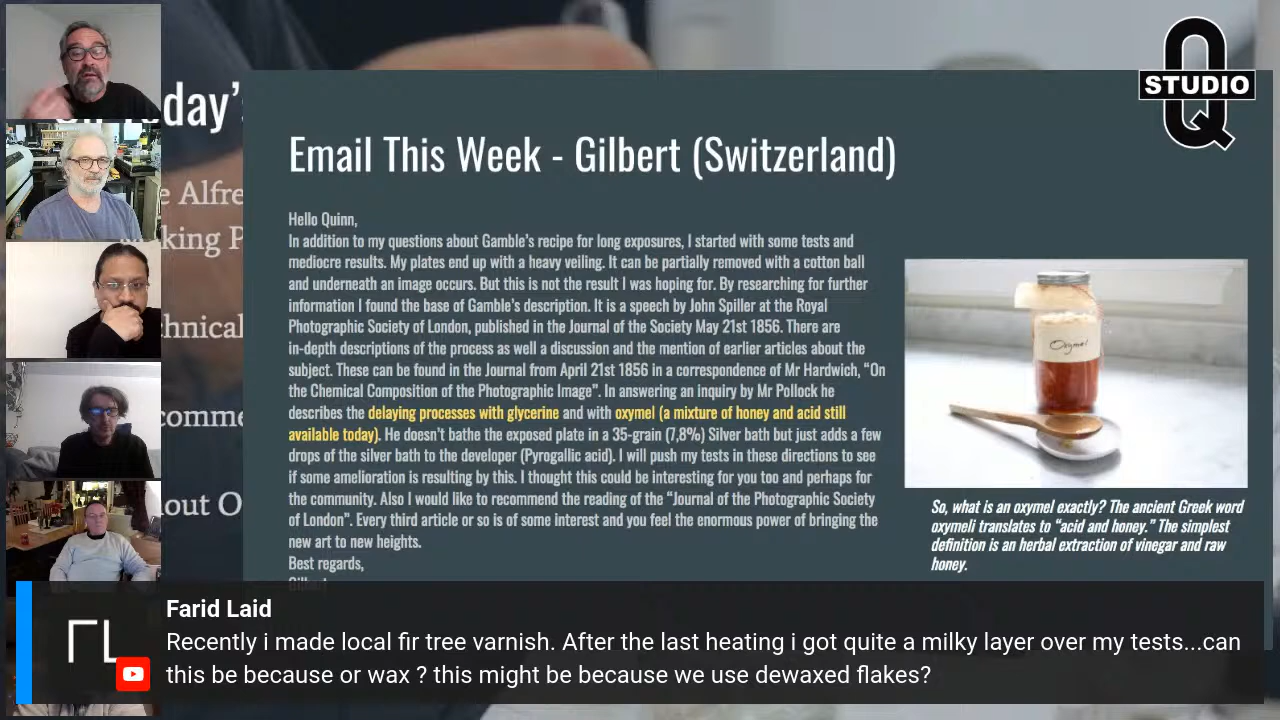 STUDIO
Q
oday's
Email This Week - Gilbert (Switzerland)
e Alfre
king P
chnical
comme
out O
Hello Quinn,
In addition to my questions about Gamble's recipe for long exposures, I started with some tests and
mediocre results. My plates end up with a heavy veiling. It can be partially removed with a cotton ball
and underneath an image occurs. But this is not the result I was hoping for. By researching for further
information I found the base of Gamble's description. It is a speech by John Spiller at the Royal
Photographic Society of London, published in the Journal of the Society May 21st 1856. There are
in-depth descriptions of the process as well a discussion and the mention of earlier articles about the
subject. These can be found in the Journal from April 21st 1856 in a correspondence of Mr Hardwich, “On
the Chemical Composition of the Photographic Image”. In answering an inquiry by Mr Pollock he
describes the delaying processes with glycerine and with oxymel (a mixture of honey and acid still
available today). He doesn't bathe the exposed plate in a 35-grain (7,8%) Silver bath but just adds a few
drops of the silver bath to the developer (Pyrogallic acid). I will push my tests in these directions to see
if some amelioration is resulting by this. I thought this could be interesting for you too and perhaps for
the community. Also I would like to recommend the reading of the “Journal of the Photographic Society
of London”. Every third article or so is of some interest and you feel the enormous power of bringing the
new art to new heights.
Best regards,
Gilbert
Oxymel
So, what is an oxymel exactly? The ancient Greek word
oxymeli translates to “acid and honey.” The simplest
definition is an herbal extraction of vinegar and raw
honey.
Farid Laid
Recently i made local fir tree varnish. After the last heating i got quite a milky layer over my tests...can
this be because or wax ? this might be because we use dewaxed flakes?